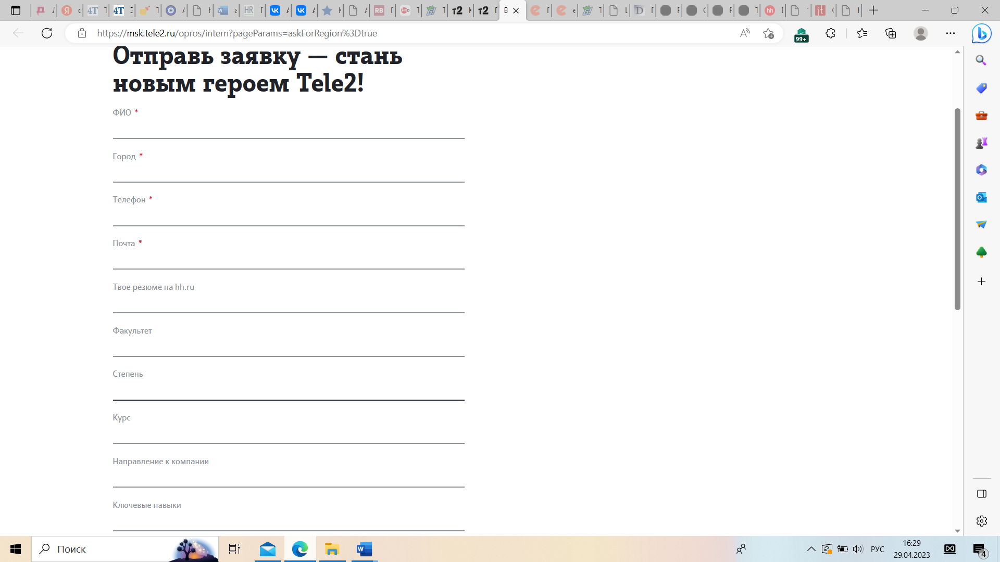 https://msk.tele2.ru/opros/intern?pageParams=askForRegion%3Dtrue
99+
Отправь заявку — стань
новым героем Tele2!
ФИО *
Город *
Телефон *
Почта *
Твое резюме на hh.ru
Факультет
Степень
Курс
Направление к компании
Ключевые навыки
Поиск
РУС
16:29
29.04.2023
4